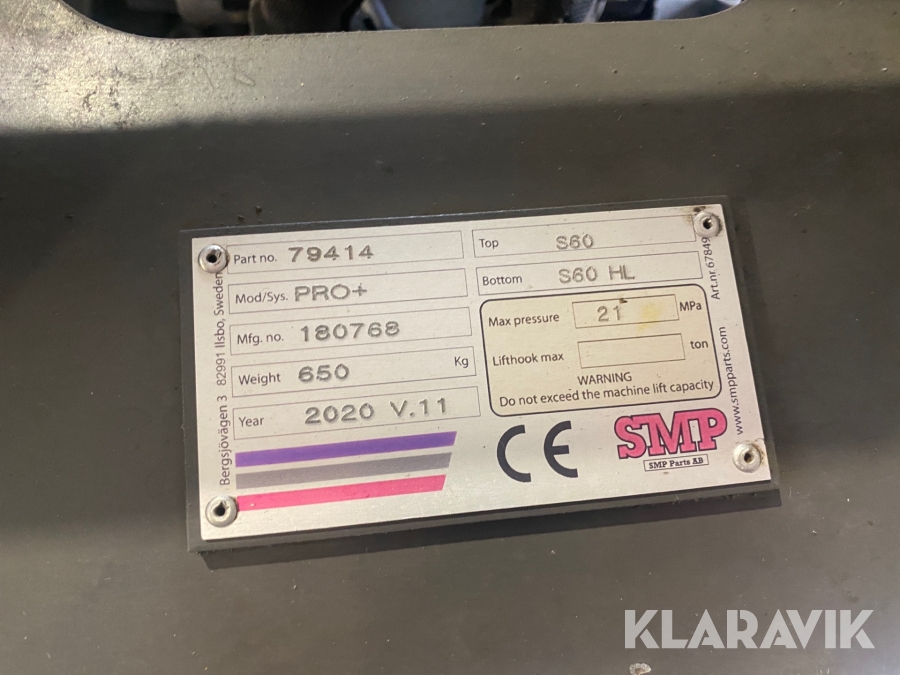 Part no. 79414
Mod/Sys. PRO+
Mfg. no. 180768
Weight 650 Kg
Year 2020 V.11
Top S60
Bottom S60 HL
Max pressure 21 MPa
Lifthook max ton
WARNING
Do not exceed the machine lift capacity
CE
SMP
SMP Parts AB
Bergsjövägen 3 82991 Ilsbo, Sweden
www.smpparts.com
Art.nr 67849
KLARAVIK